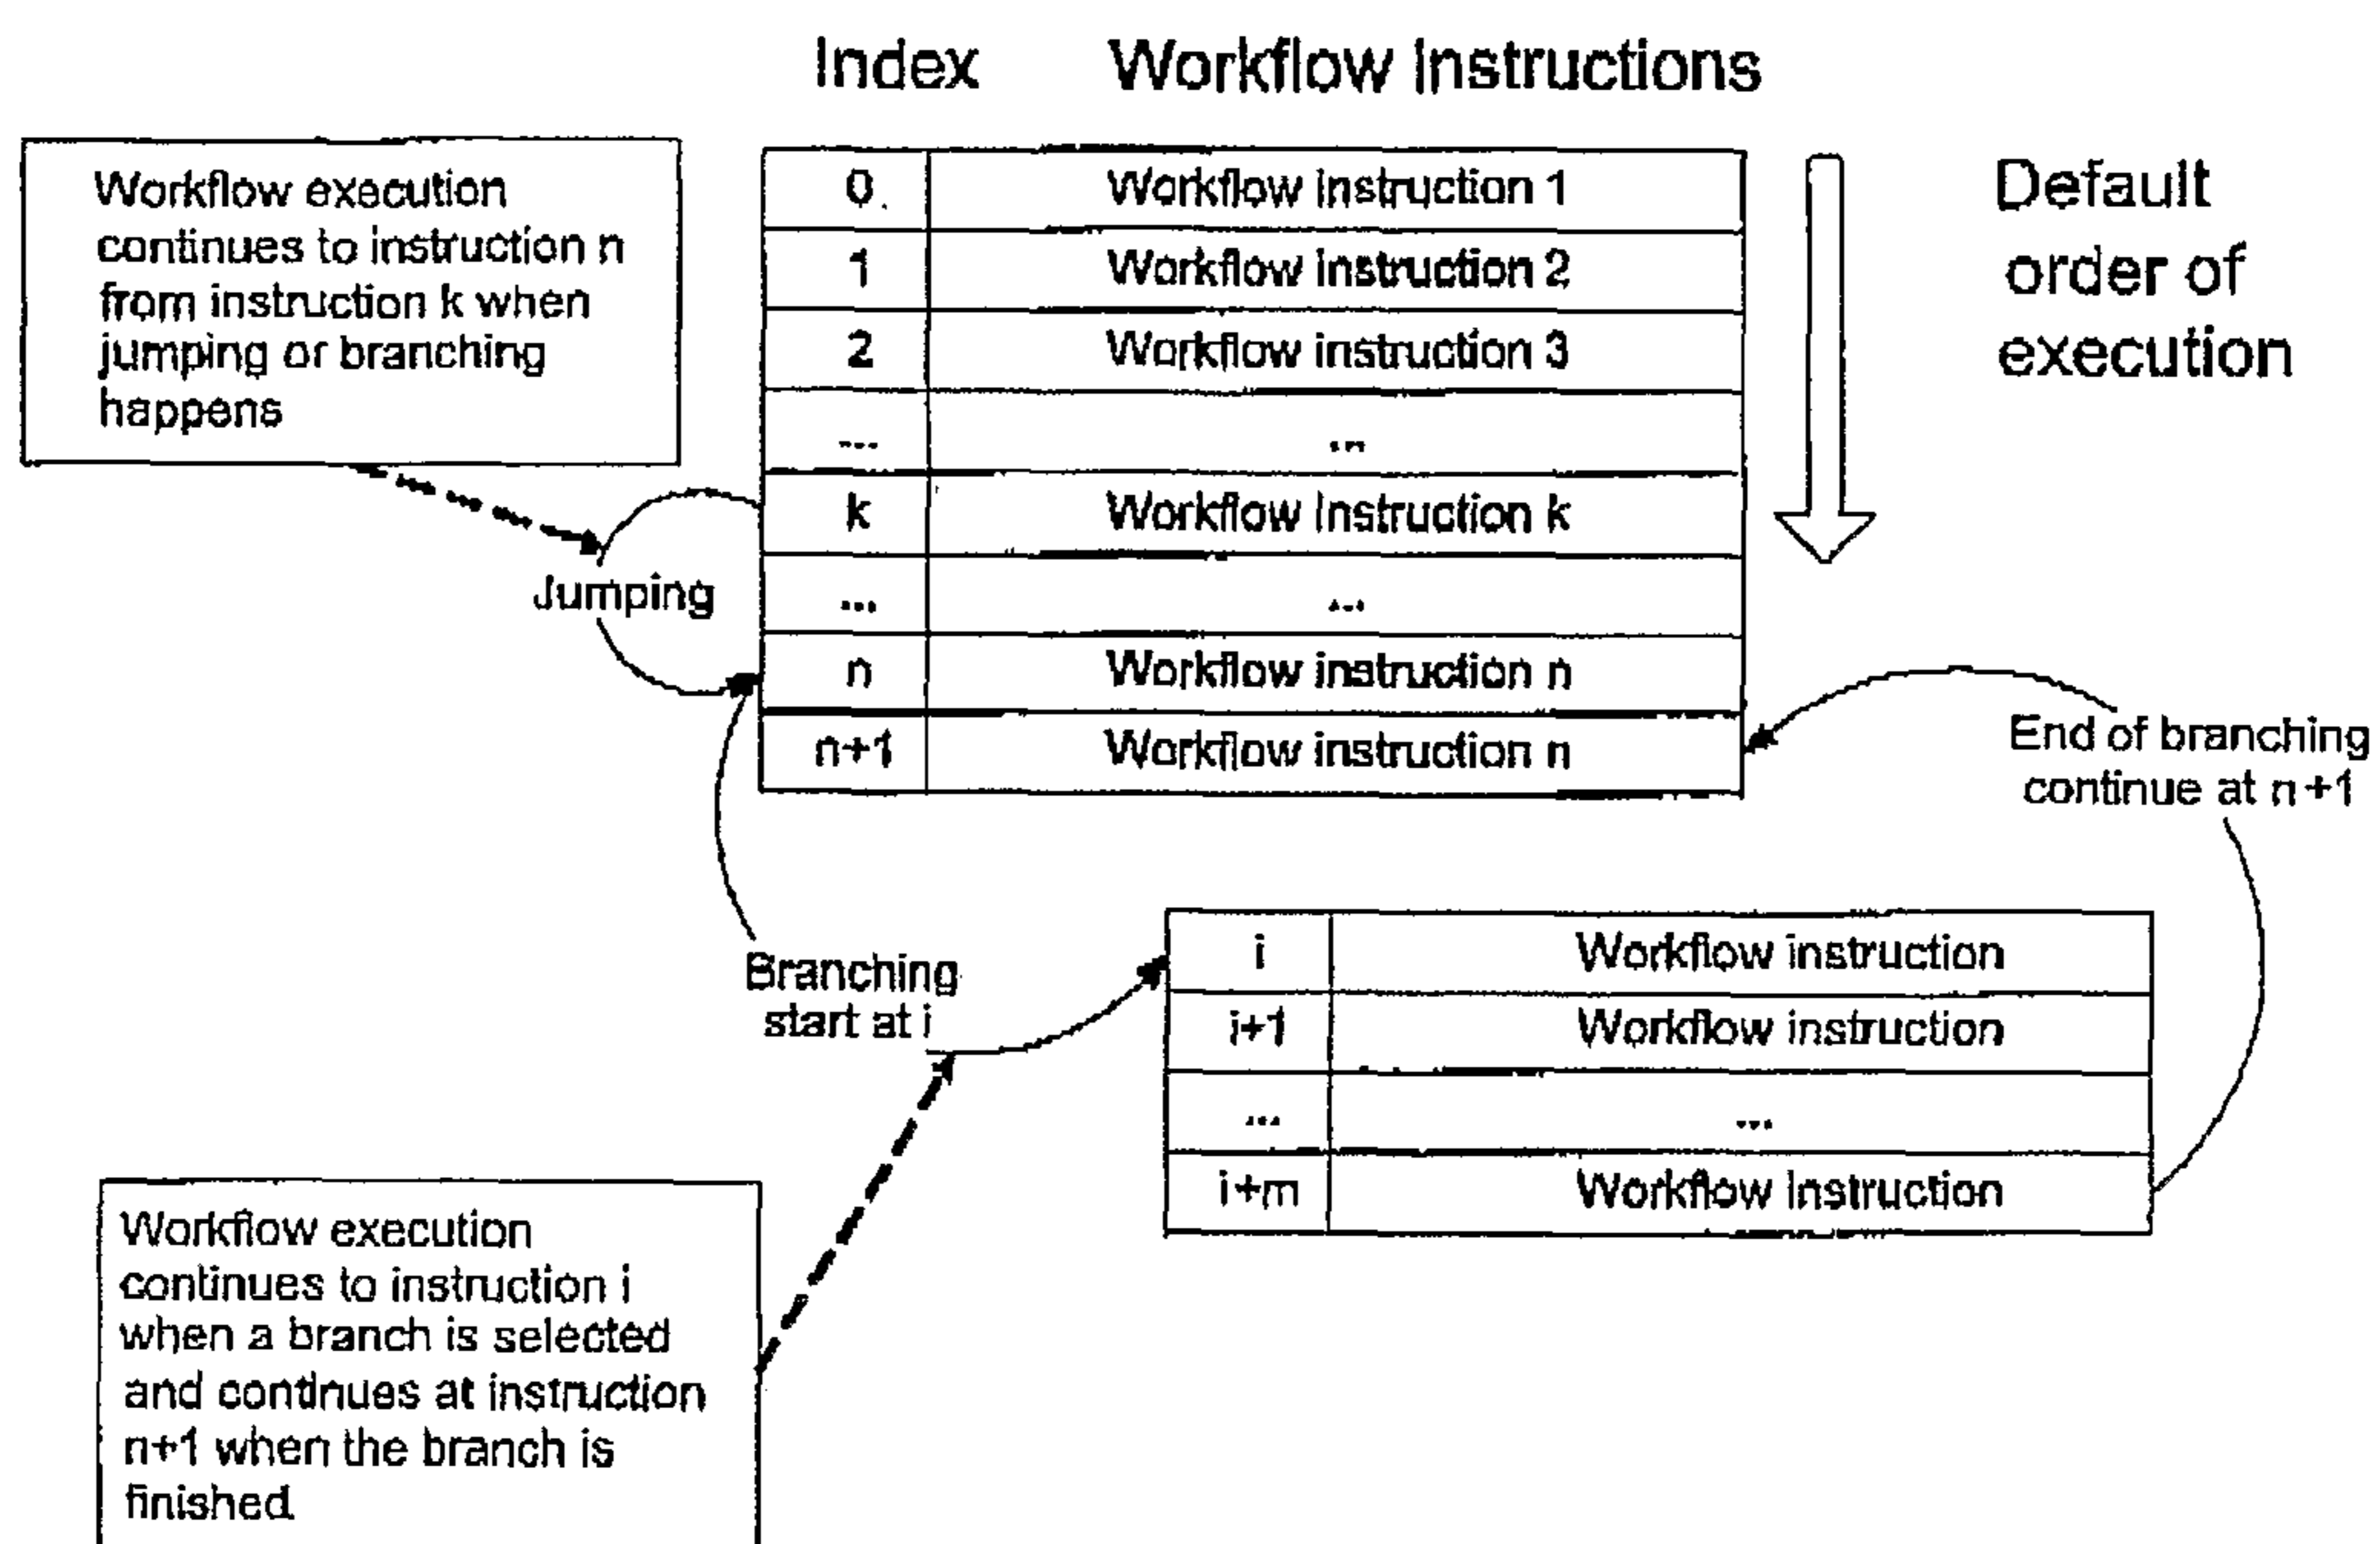 Index Workflow Instructions
Workflow execution
continues to instruction n
from instruction k when
jumping or branching
happens
0. Workflow Instruction 1
1 Workflow Instruction 2
2 Workflow instruction 3
... ...
k Workflow Instruction k
... ...
n Workflow instruction n
n+1 Workflow instruction n
Default
order of
execution
Jumping
End of branching
continue at n+1
Branching
start at i
i Workflow instruction
i+1 Workflow instruction
... ...
i+m Workflow Instruction
Workflow execution
continues to instruction i
when a branch is selected
and continues at instruction
n+1 when the branch is
finished.